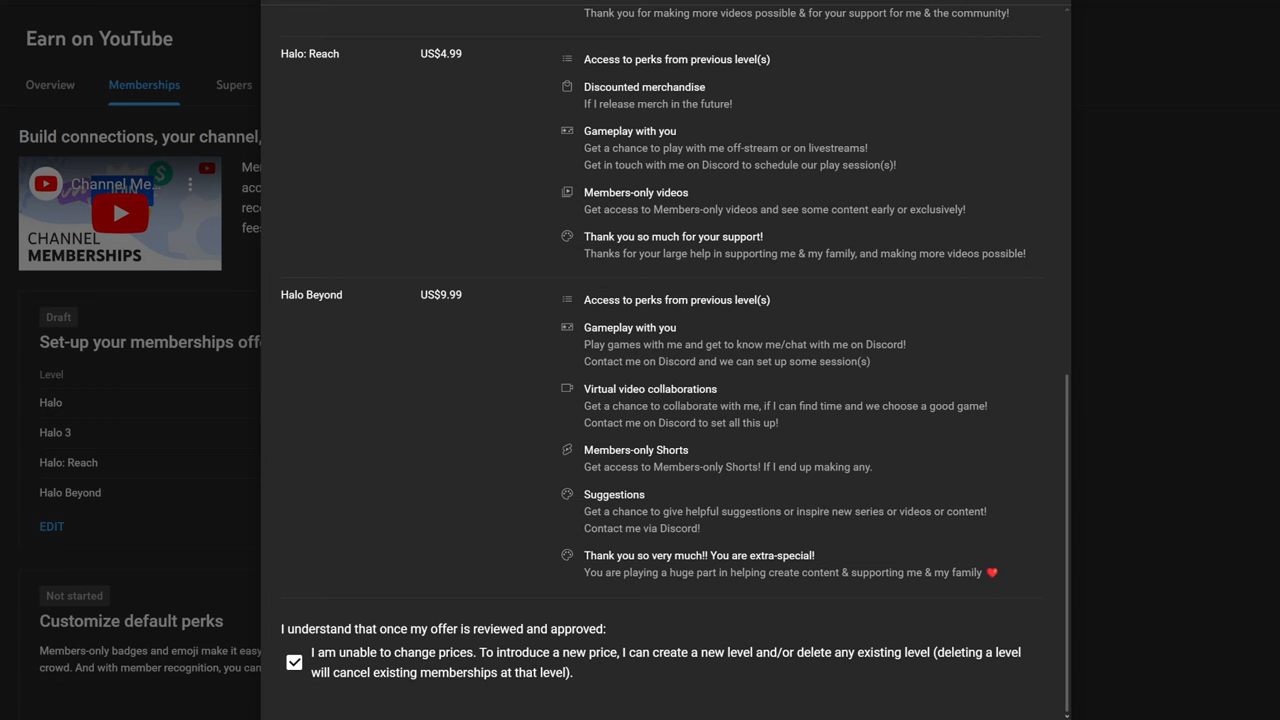 Thank you for making more videos possible & for your support for me & the community!
Earn on YouTube
Overview Memberships Supers
Build connections, your channel,
Channel Me...
JOIN
CHANNEL
MEMBERSHIPS
Draft
Set-up your memberships off
Level
Halo
Halo 3
Halo: Reach
Halo Beyond
EDIT
Not started
Customize default perks
Members-only badges and emoji make it easy
crowd. And with member recognition, you can
Halo: Reach US$4.99
Access to perks from previous level(s)
Discounted merchandise
If I release merch in the future!
Gameplay with you
Get a chance to play with me off-stream or on livestreams!
Get in touch with me on Discord to schedule our play session(s)!
Members-only videos
Get access to Members-only videos and see some content early or exclusively!
Thank you so much for your support!
Thanks for your large help in supporting me & my family, and making more videos possible!
Halo Beyond US$9.99
Access to perks from previous level(s)
Gameplay with you
Play games with me and get to know me/chat with me on Discord!
Contact me on Discord and we can set up some session(s)
Virtual video collaborations
Get a chance to collaborate with me, if I can find time and we choose a good game!
Contact me on Discord to set all this up!
Members-only Shorts
Get access to Members-only Shorts! If I end up making any.
Suggestions
Get a chance to give helpful suggestions or inspire new series or videos or content!
Contact me via Discord!
Thank you so very much!! You are extra-special!
You are playing a huge part in helping create content & supporting me & my family ❤️
I understand that once my offer is reviewed and approved:
I am unable to change prices. To introduce a new price, I can create a new level and/or delete any existing level (deleting a level
will cancel existing memberships at that level).